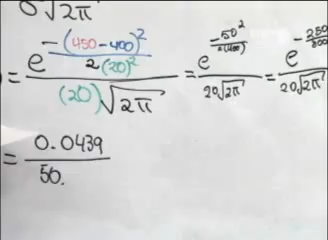 σ√2π
= e^(-(450-400)²/2(20)²) / (20)√2π = e^(-50²/2(400)) / 20√2π = e^(-2500/800) / 20√2π
= 0.0439 / 50.